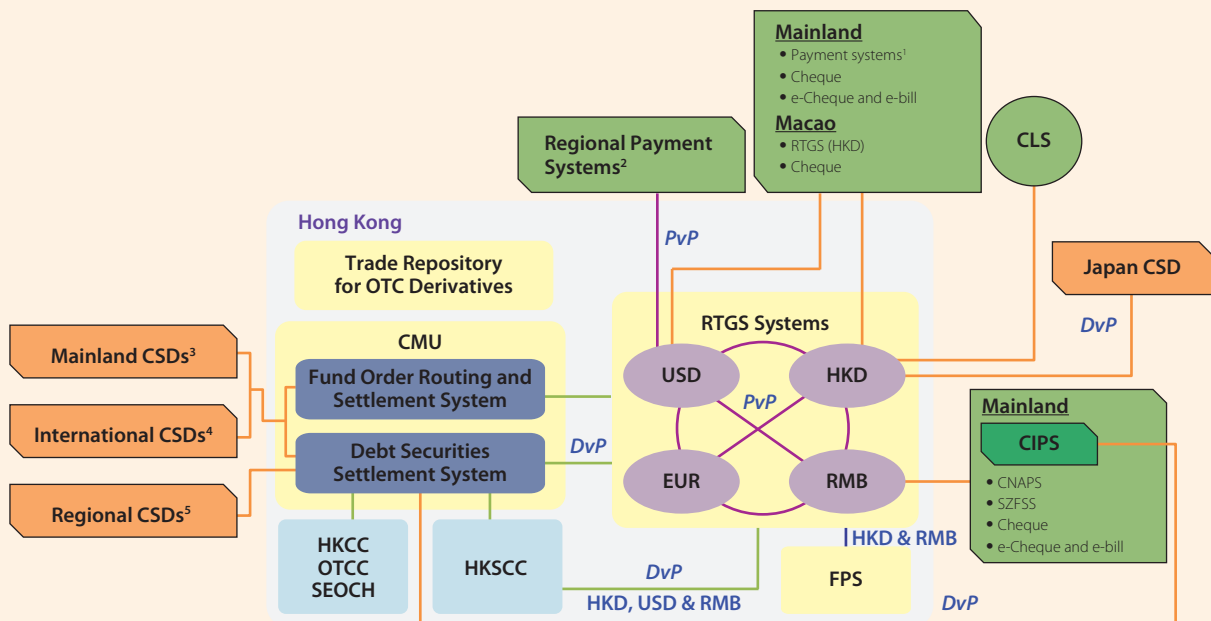 Mainland
• Payment systems¹
• Cheque
• e-Cheque and e-bill
Macao
• RTGS (HKD)
• Cheque
CLS
Regional Payment
Systems²
Hong Kong
PvP
Trade Repository
for OTC Derivatives
Japan CSD
DvP
RTGS Systems
CMU
Mainland CSDs³
Fund Order Routing and
Settlement System
USD
HKD
PvP
International CSDs⁴
Debt Securities
Settlement System
DvP
EUR
RMB
Mainland
CIPS
• CNAPS
• SZFSS
• Cheque
• e-Cheque and e-bill
Regional CSDs⁵
HKCC
OTCC
SEOCH
HKSCC
DvP
HKD, USD & RMB
HKD & RMB
FPS
DvP